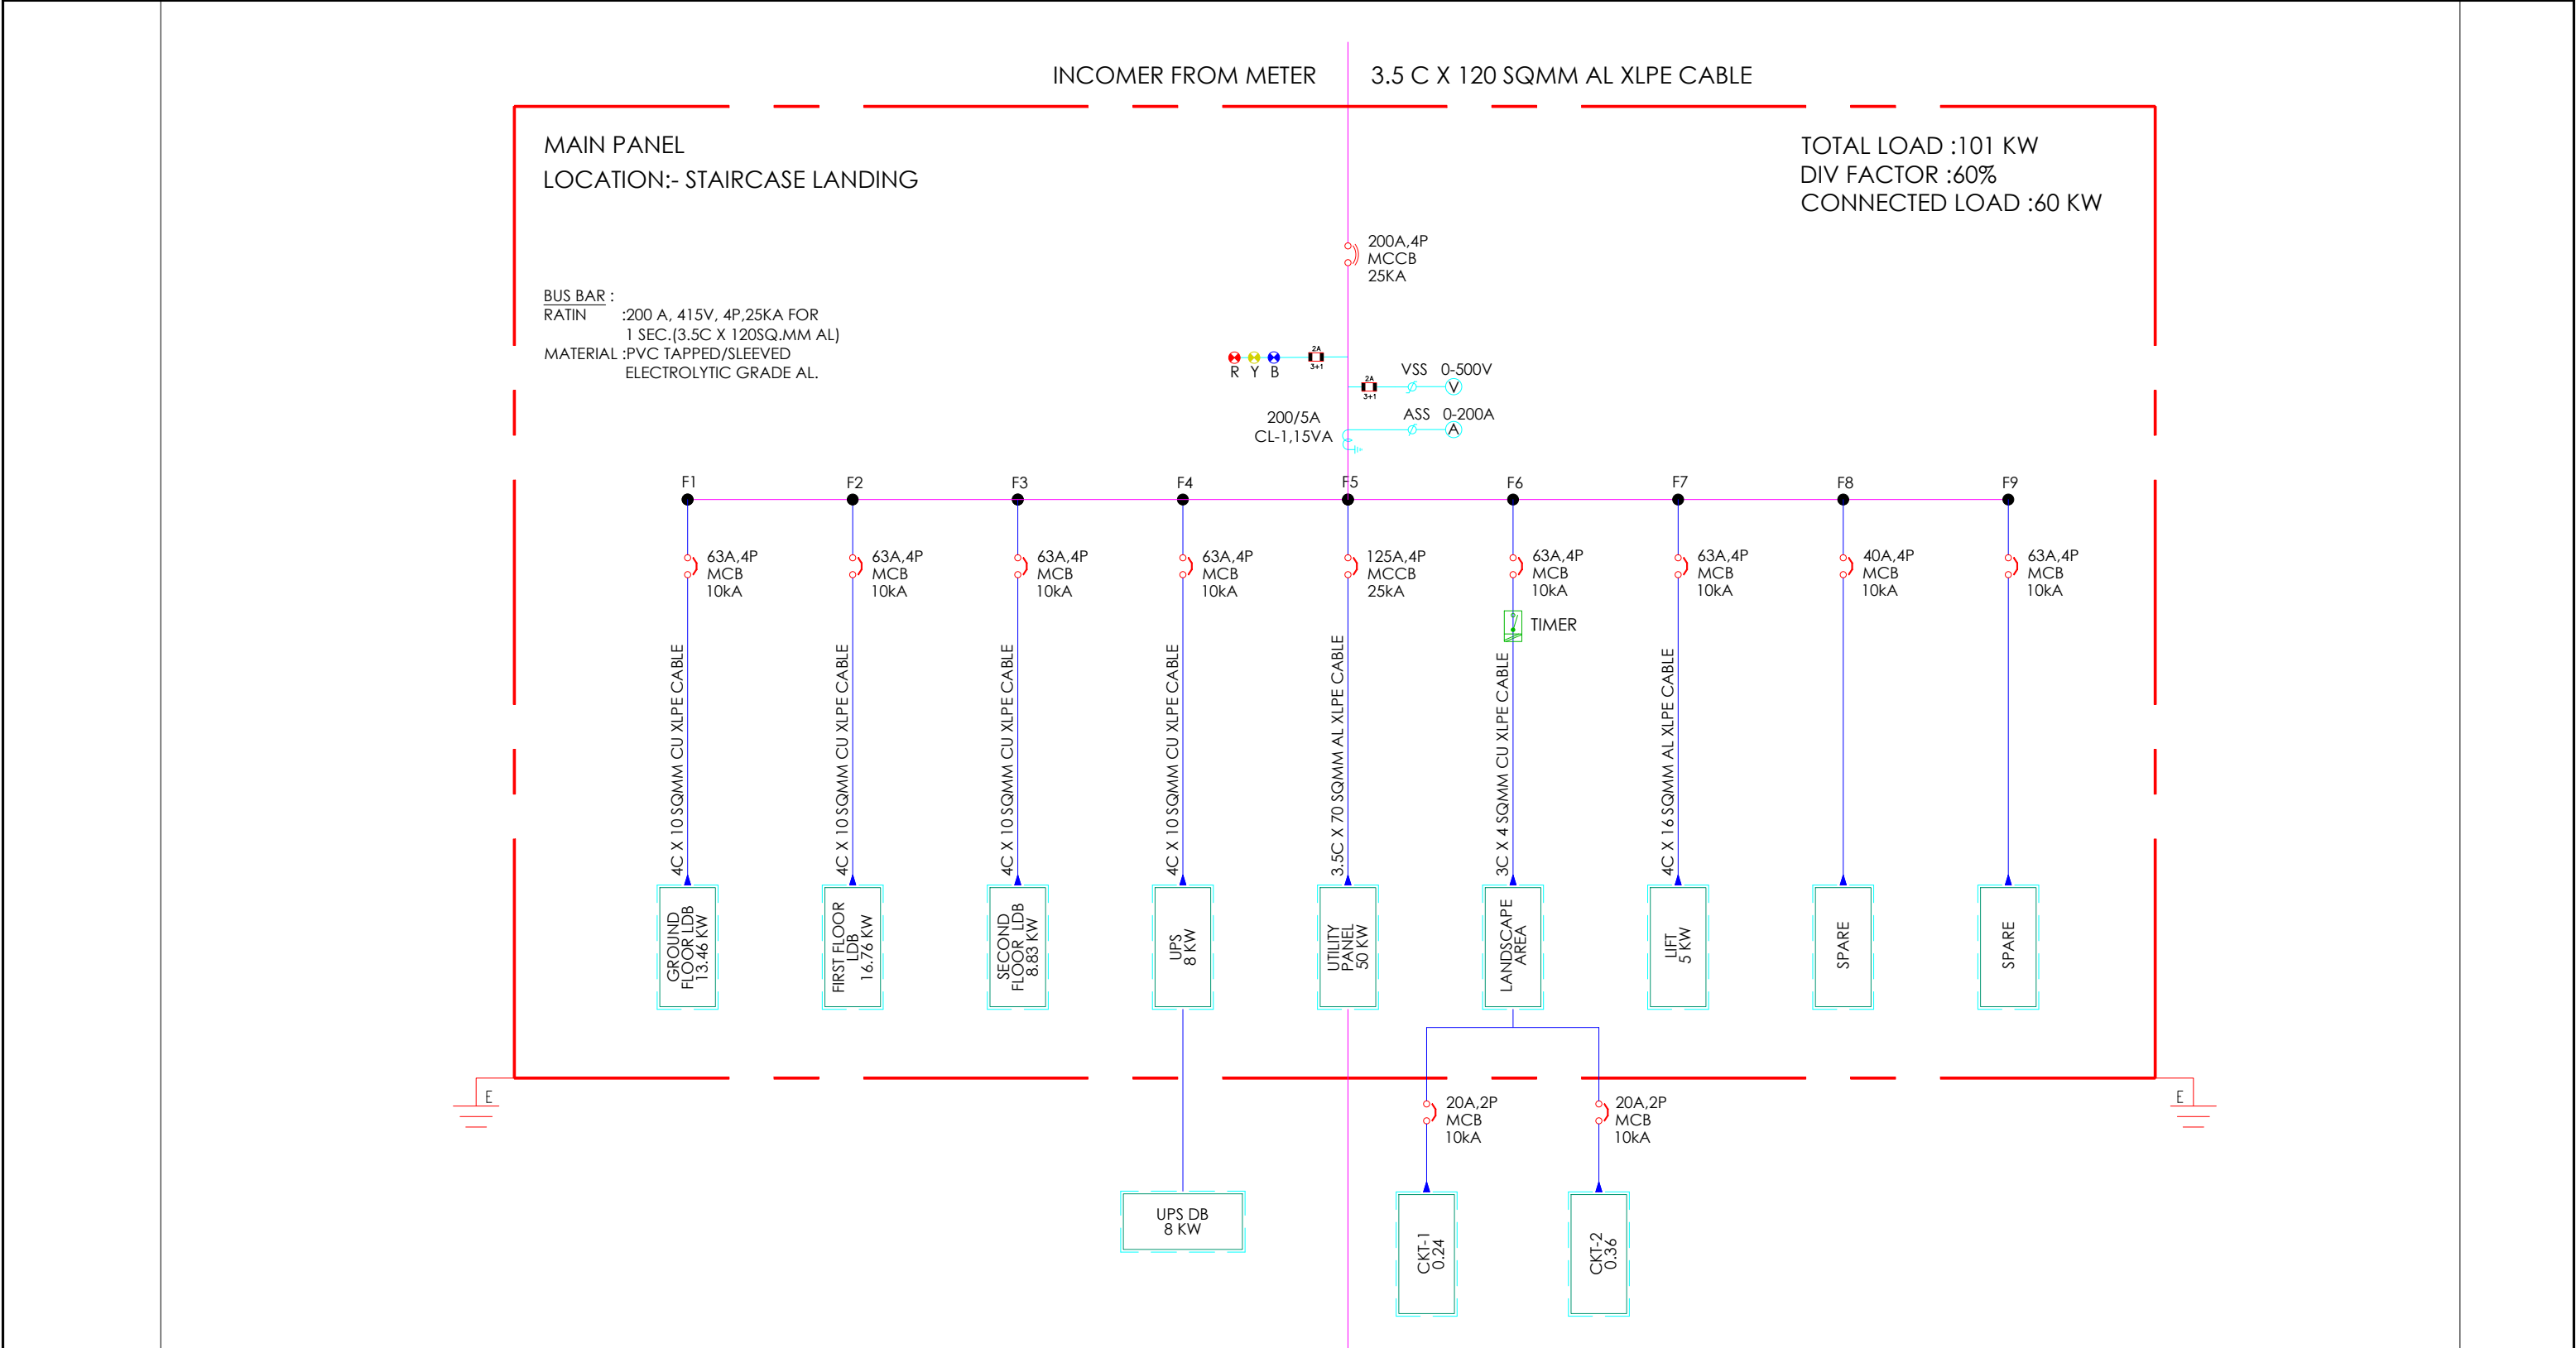 INCOMER FROM METER
3.5 C X 120 SQMM AL XLPE CABLE
MAIN PANEL
LOCATION:- STAIRCASE LANDING
TOTAL LOAD :101 KW
DIV FACTOR :60%
CONNECTED LOAD :60 KW
200A,4P
MCCB
25KA
BUS BAR :
RATIN :200 A, 415V, 4P,25KA FOR
1 SEC.(3.5C X 120SQ.MM AL)
MATERIAL :PVC TAPPED/SLEEVED
ELECTROLYTIC GRADE AL.
R Y B
2A
3+1
2A
3+1
VSS 0-500V
V
200/5A
CL-1,15VA
ASS 0-200A
A
F1
F2
F3
F4
F5
F6
F7
F8
F9
63A,4P
MCB
10kA
63A,4P
MCB
10kA
63A,4P
MCB
10kA
63A,4P
MCB
10kA
125A,4P
MCCB
25kA
63A,4P
MCB
10kA
63A,4P
MCB
10kA
40A,4P
MCB
10kA
63A,4P
MCB
10kA
TIMER
4C X 10 SQMM CU XLPE CABLE
4C X 10 SQMM CU XLPE CABLE
4C X 10 SQMM CU XLPE CABLE
4C X 10 SQMM CU XLPE CABLE
3.5C X 70 SQMM AL XLPE CABLE
3C X 4 SQMM CU XLPE CABLE
4C X 16 SQMM AL XLPE CABLE
GROUND
FLOOR LDB
13.46 KW
FIRST FLOOR
LDB
16.76 KW
SECOND
FLOOR LDB
8.83 KW
UPS
8 KW
UTILITY
PANEL
50 KW
LANDSCAPE
AREA
LIFT
5 KW
SPARE
SPARE
E
E
20A,2P
MCB
10kA
20A,2P
MCB
10kA
UPS DB
8 KW
CKT-1
0.24
CKT-2
0.36